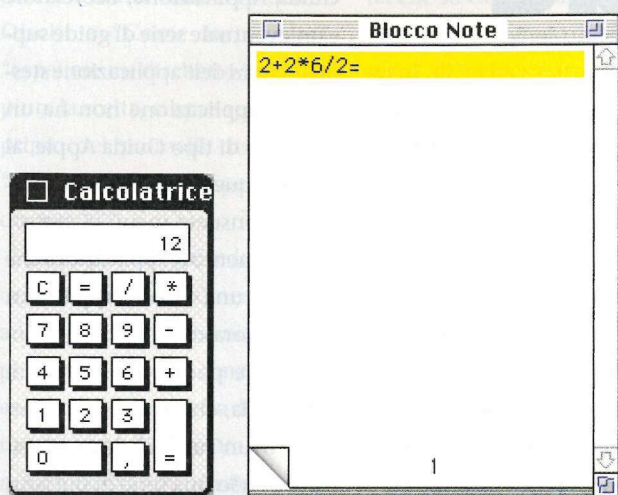 Blocco Note
2+2*6/2=
1
Calcolatrice
12
C = / *
7 8 9 -
4 5 6 +
1 2 3
0 , =